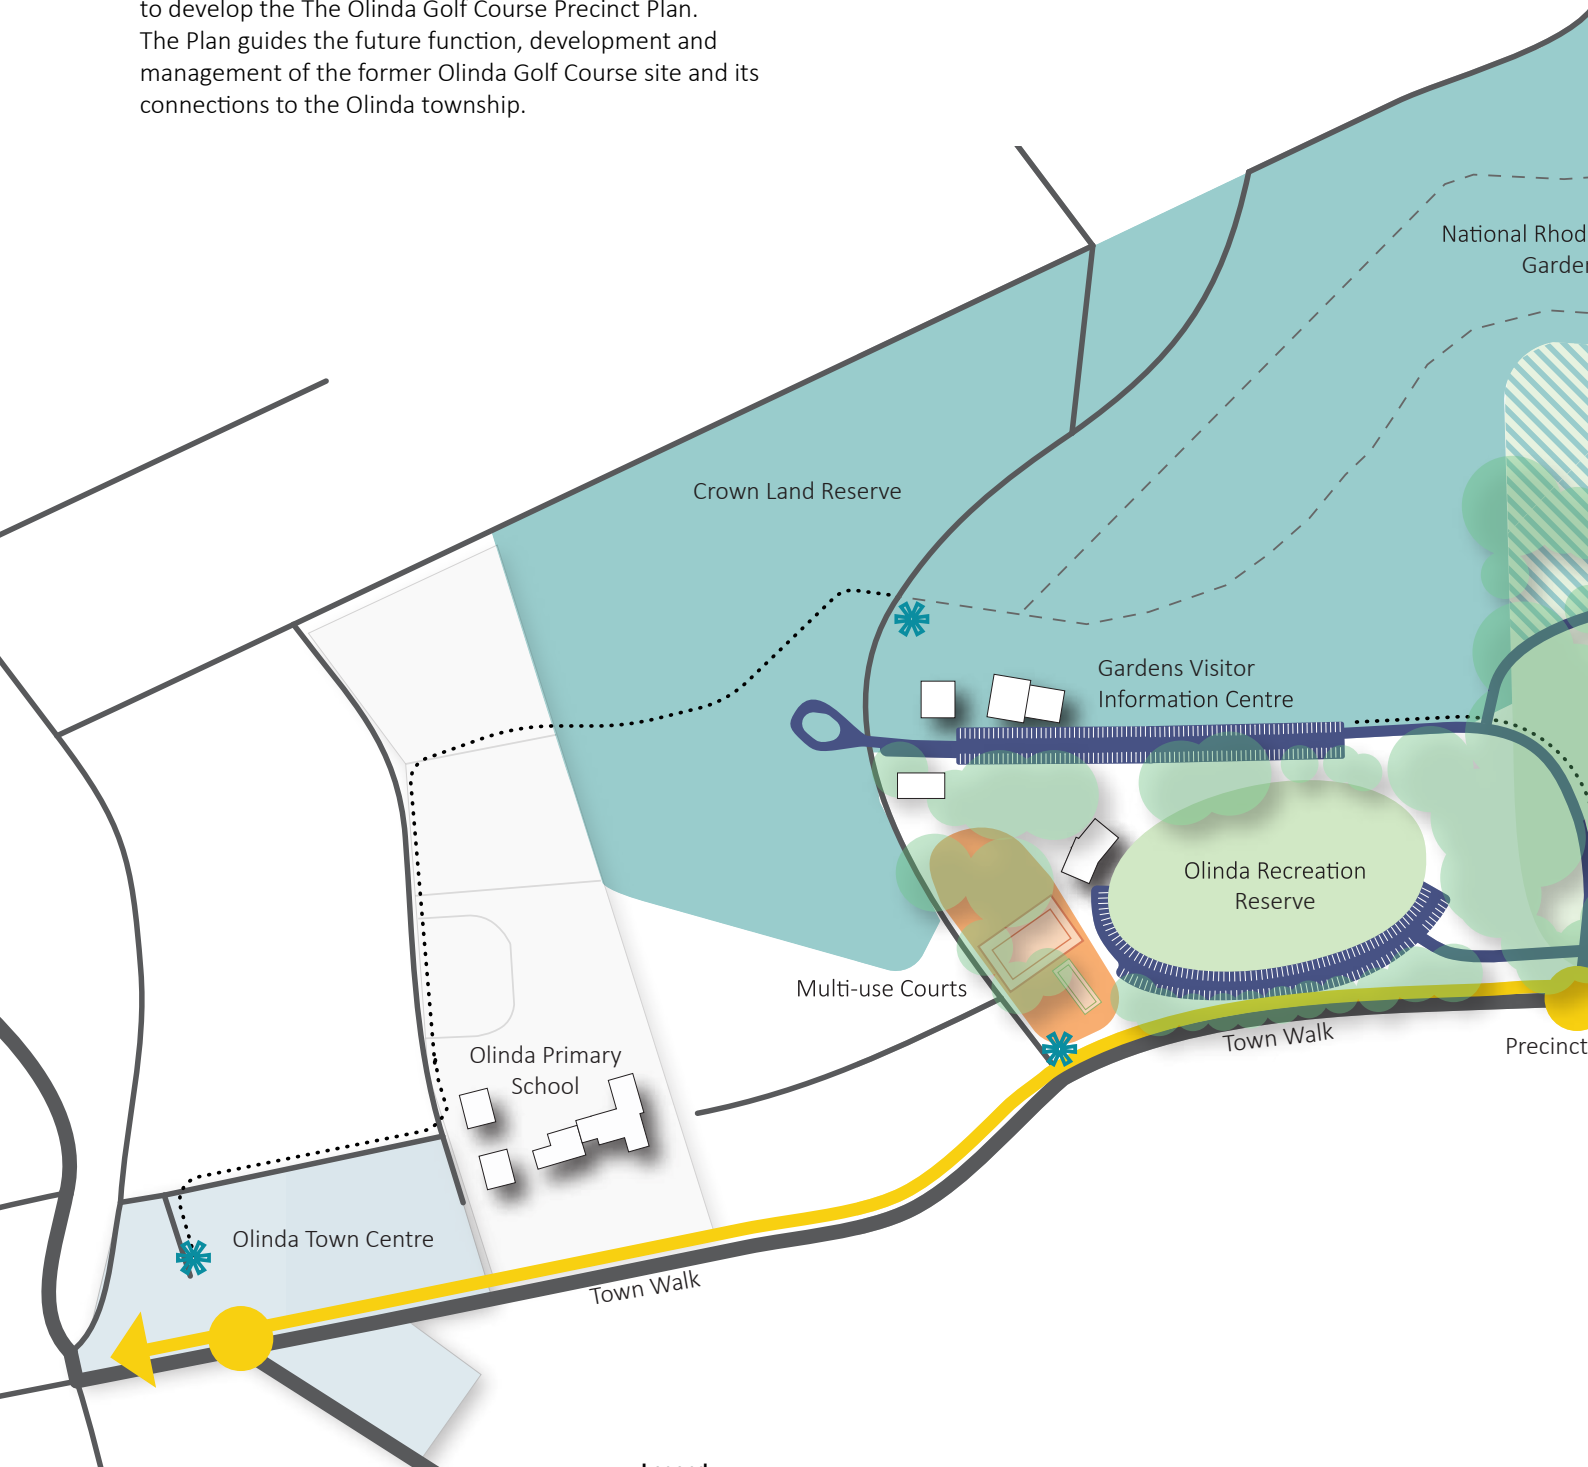 to develop the The Olinda Golf Course Precinct Plan.
The Plan guides the future function, development and
management of the former Olinda Golf Course site and its
connections to the Olinda township.
National Rhod
Garden
Crown Land Reserve
Gardens Visitor
Information Centre
Olinda Recreation
Reserve
Multi-use Courts
Town Walk
Precinct
Olinda Primary
School
Olinda Town Centre
Town Walk